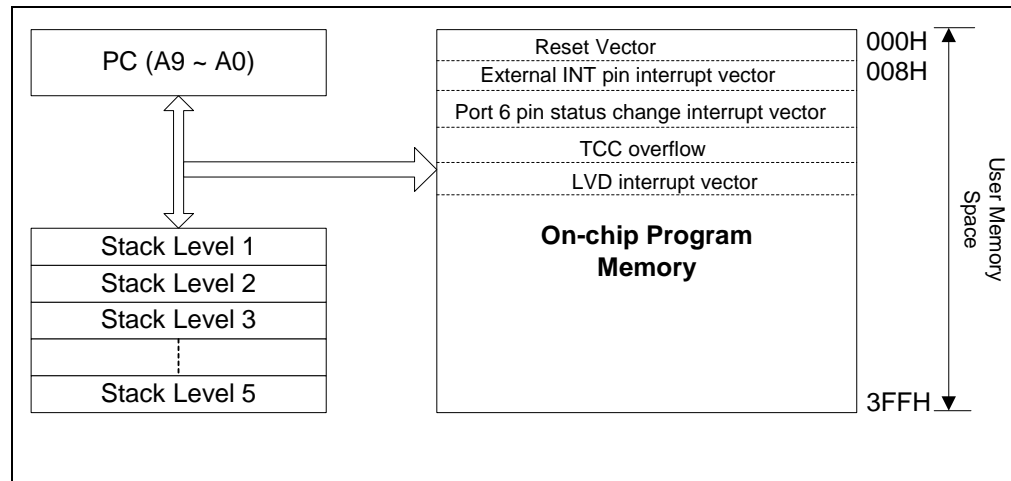 PC (A9 ~ A0)
Stack Level 1
Stack Level 2
Stack Level 3
Stack Level 5
Reset Vector
External INT pin interrupt vector
Port 6 pin status change interrupt vector
TCC overflow
LVD interrupt vector
On-chip Program
Memory
000H
008H
3FFH
User Memory
Space